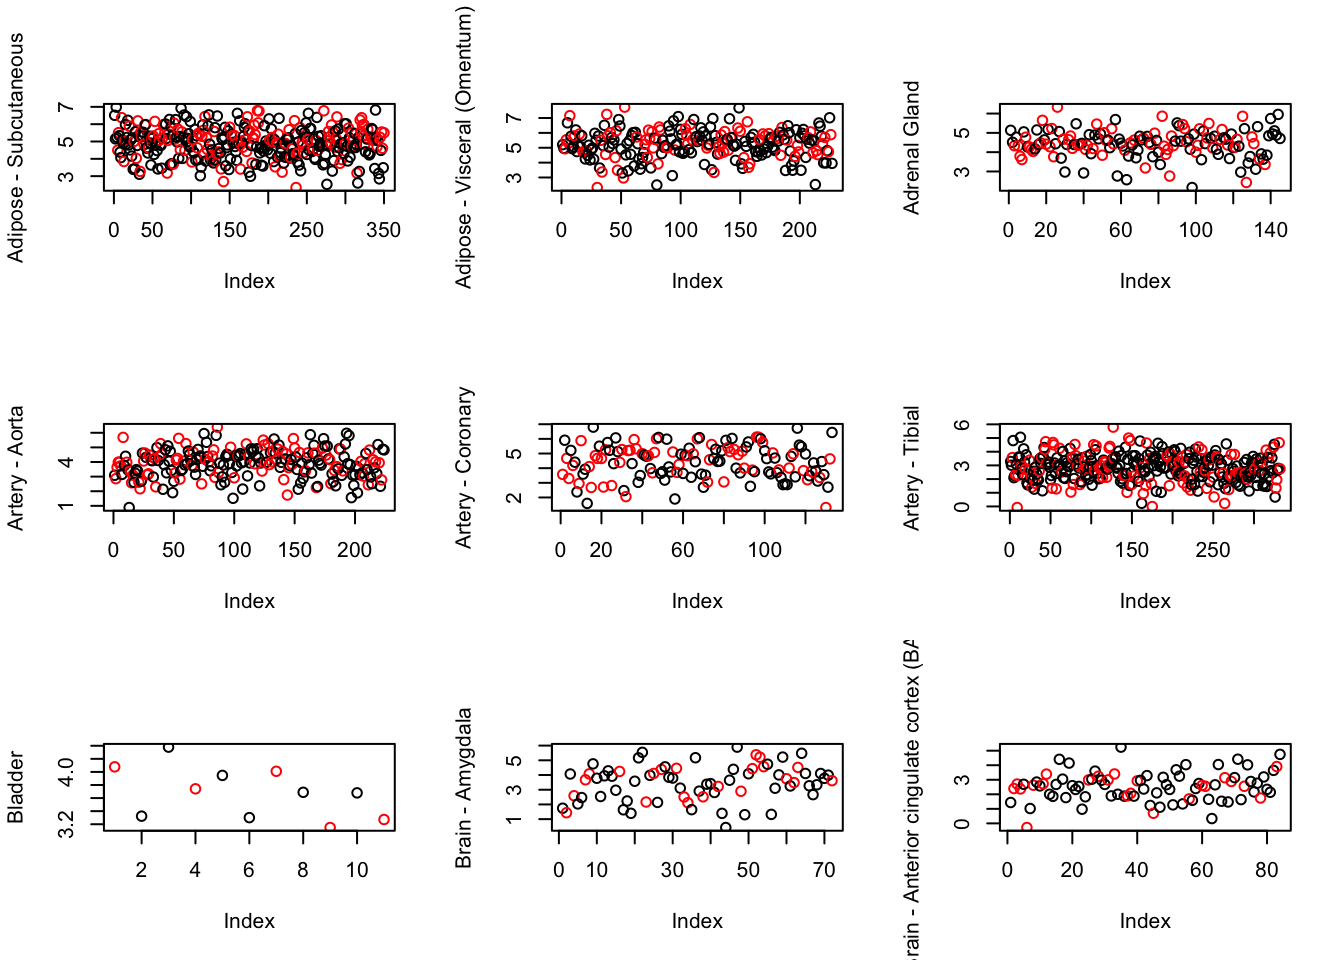 Adipose - Subcutaneous
3 5 7
0 50 150 250 350
Index
Adipose - Visceral (Omentum)
3 5 7
0 50 100 150 200
Index
Adrenal Gland
3 5
0 20 60 100 140
Index
Artery - Aorta
1 4
0 50 100 150 200
Index
Artery - Coronary
2 5
0 20 60 100
Index
Artery - Tibial
0 3 6
0 50 150 250
Index
Bladder
3.2 4.0
2 4 6 8 10
Index
Brain - Amygdala
1 3 5
0 10 30 50 70
Index
rain - Anterior cingulate cortex (BA
0 3
0 20 40 60 80
Index